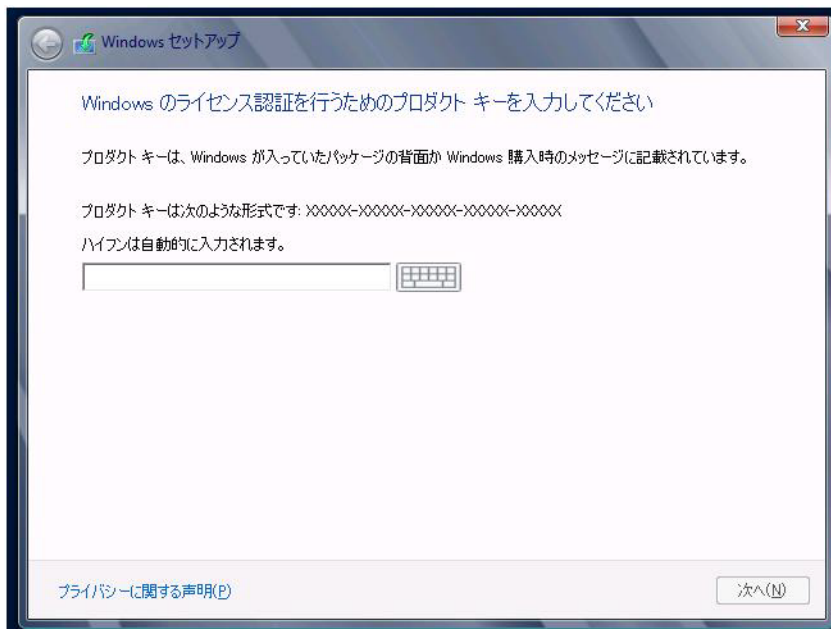 Windows セットアップ
Windows のライセンス認証を行うためのプロダクト キーを入力してください
プロダクト キーは、Windows が入っていたパッケージの背面か Windows 購入時のメッセージに記載されています。
プロダクト キーは次のような形式です: XXXXX-XXXXX-XXXXX-XXXXX-XXXXX
ハイフンは自動的に入力されます。
プライバシーに関する声明(P)
次へ(N)